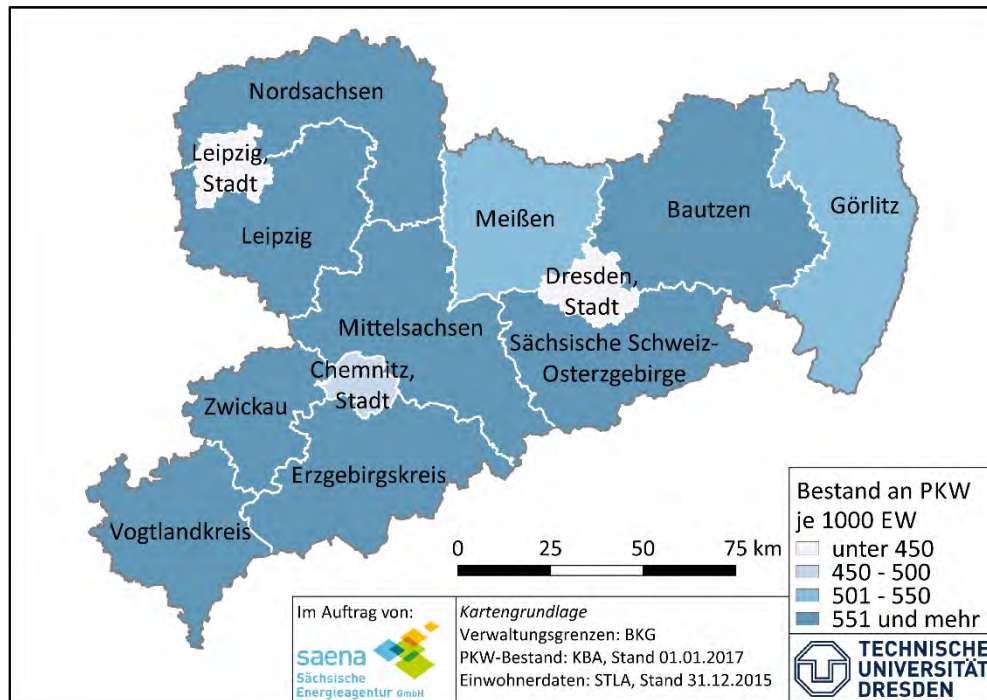 Nordsachsen
Leipzig,
Stadt
Leipzig
Meißen
Bautzen
Görlitz
Dresden,
Stadt
Mittelsachsen
Sächsische Schweiz-
Osterzgebirge
Chemnitz,
Stadt
Zwickau
Erzgebirgskreis
Vogtlandkreis
0 25 50 75 km
Bestand an PKW
je 1000 EW
unter 450
450 - 500
501 - 550
551 und mehr
Im Auftrag von:
saena
Sächsische
Energieagentur GmbH
Kartengrundlage
Verwaltungsgrenzen: BKG
PKW-Bestand: KBA, Stand 01.01.2017
Einwohnerdaten: STLA, Stand 31.12.2015
TECHNISCHE
UNIVERSITÄT
DRESDEN